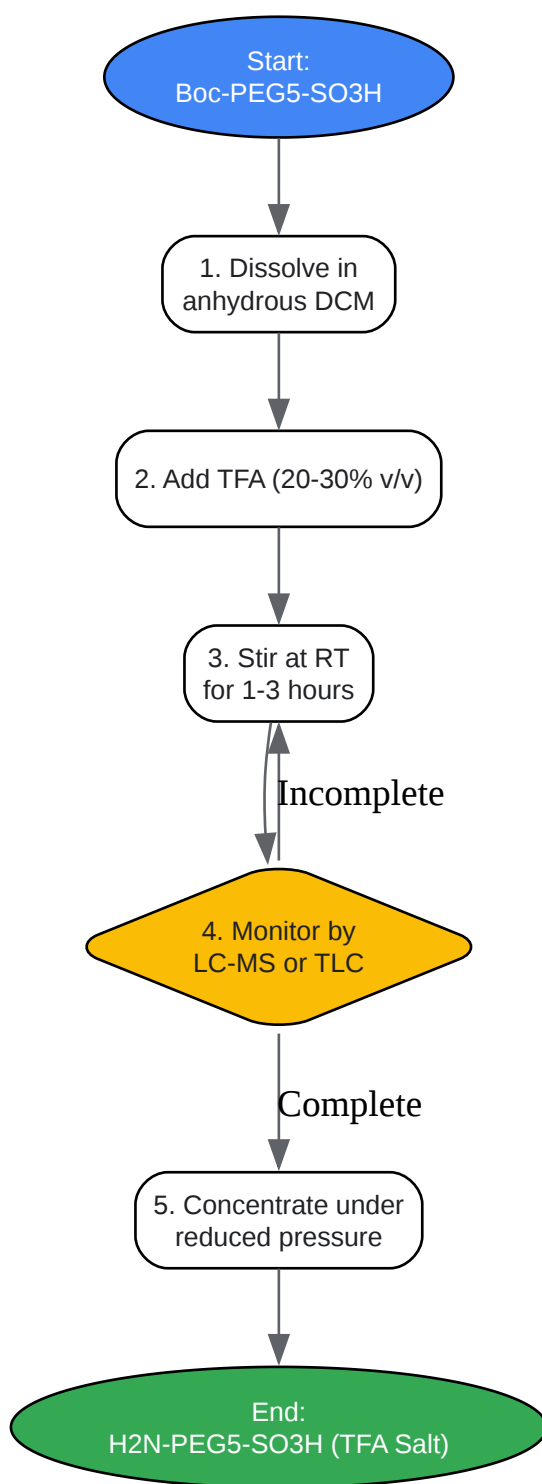 Start:
Boc-PEG5-SO3H
1. Dissolve in
anhydrous DCM
2. Add TFA (20-30% v/v)
3. Stir at RT
for 1-3 hours
Incomplete
4. Monitor by
LC-MS or TLC
Complete
5. Concentrate under
reduced pressure
End:
H2N-PEG5-SO3H (TFA Salt)